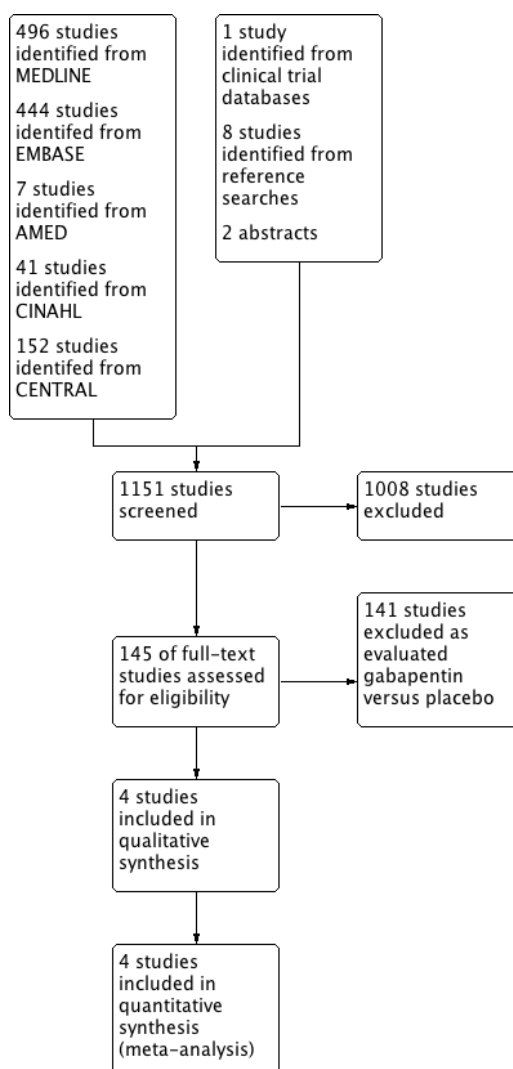 496 studies
identified from
MEDLINE
444 studies
identifed from
EMBASE
7 studies
identified from
AMED
41 studies
identified from
CINAHL
152 studies
identifed from
CENTRAL
1 study
identified from
clinical trial
databases
8 studies
identified from
reference
searches
2 abstracts
1151 studies
screened
1008 studies
excluded
145 of full-text
studies assessed
for eligibility
141 studies
excluded as
evaluated
gabapentin
versus placebo
4 studies
included in
qualitative
synthesis
4 studies
included in
quantitative
synthesis
(meta-analysis)